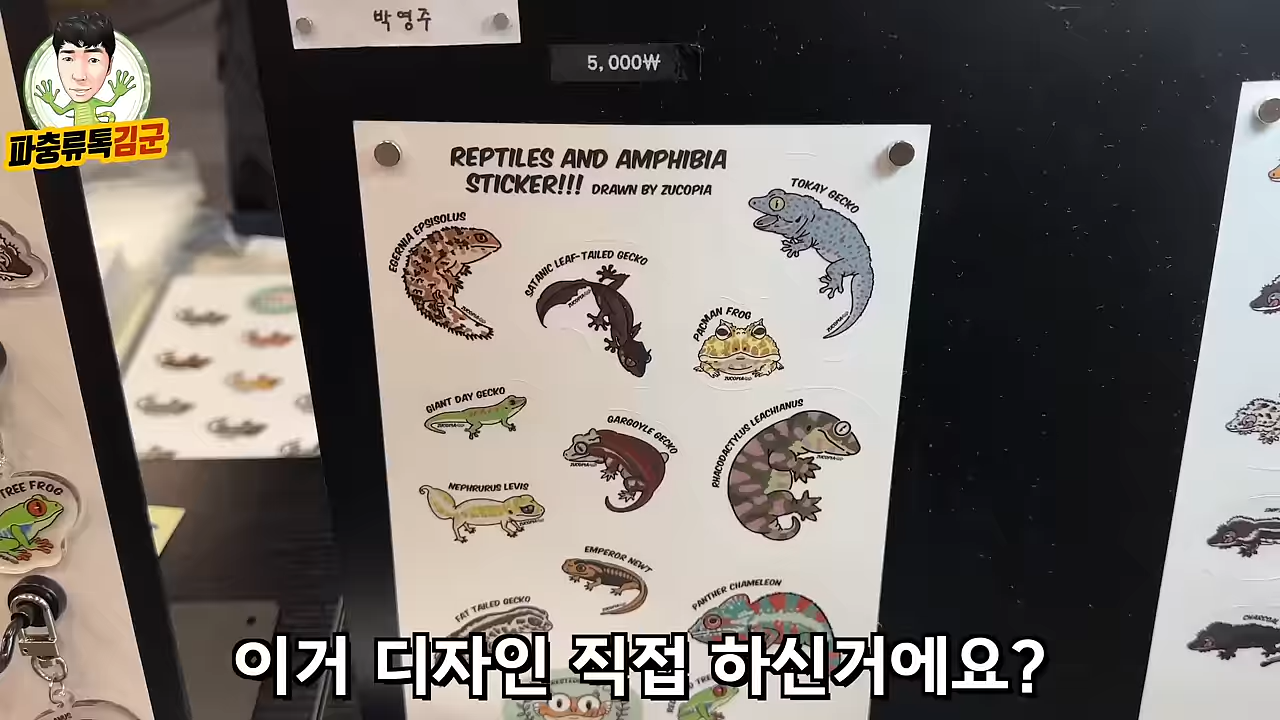 박영주
5,000₩
파충류톡김군
REPTILES AND AMPHIBIA
STICKER!!! DRAWN BY ZUCOPIA
TOKAY GECKO
EGERNIA EPSISOLUS
SATANIC LEAF-TAILED GECKO
PACMAN FROG
ZUCOPIA
GIANT DAY GECKO
GARGOYLE GECKO
RHACODACTYLUS LEACHIANUS
NEPHRURUS LEVIS
TREE FROG
EMPEROR NEWT
FAT TAILED GECKO
PANTHER CHAMELEON
이거 디자인 직접 하신거에요?